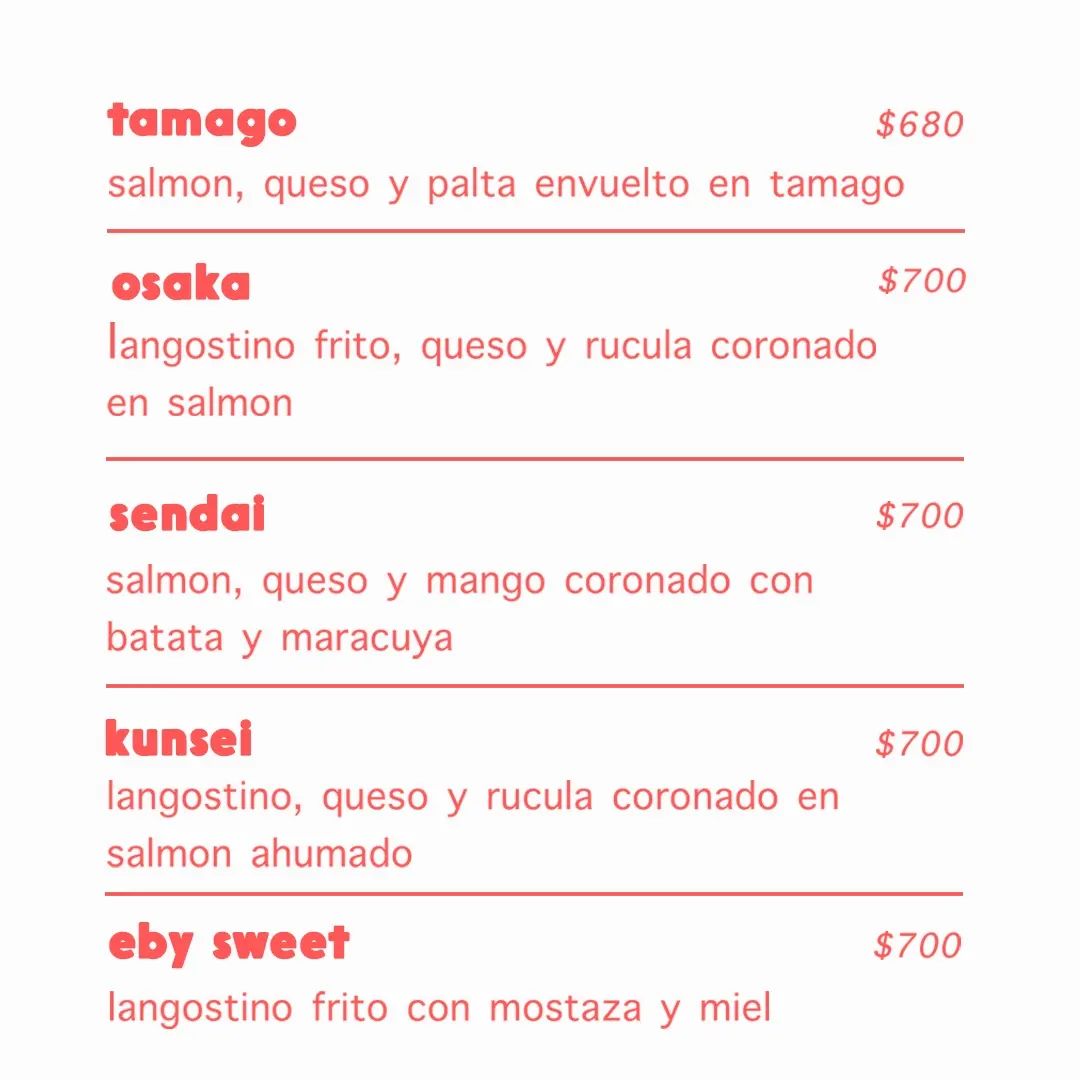 tamago
$680
salmon, queso y palta envuelto en tamago
osaka
$700
langostino frito, queso y rucula coronado
en salmon
sendai
$700
salmon, queso y mango coronado con
batata y maracuya
kunsei
$700
langostino, queso y rucula coronado en
salmon ahumado
eby sweet
$700
langostino frito con mostaza y miel